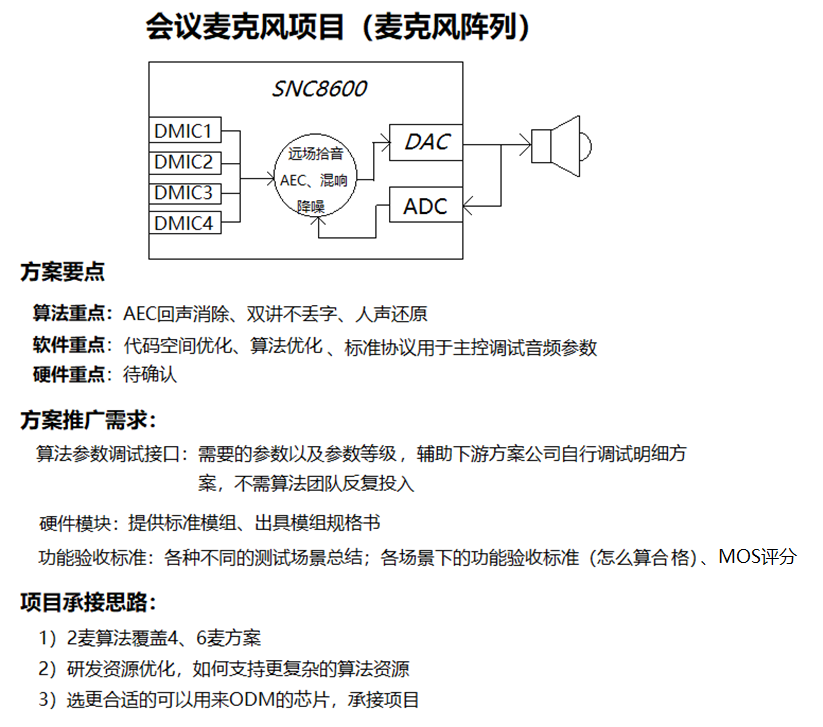 会议麦克风项目（麦克风阵列）
SNC8600
DMIC1
DMIC2
DMIC3
DMIC4
远场拾音
AEC、混响
降噪
DAC
ADC
方案要点
算法重点：AEC回声消除、双讲不丢字、人声还原
软件重点：代码空间优化、算法优化、标准协议用于主控调试音频参数
硬件重点：待确认
方案推广需求：
算法参数调试接口：需要的参数以及参数等级，辅助下游方案公司自行调试明细方
案，不需算法团队反复投入
硬件模块：提供标准模组、出具模组规格书
功能验收标准：各种不同的测试场景总结；各场景下的功能验收标准（怎么算合格）、MOS评分
项目承接思路：
1）2麦算法覆盖4、6麦方案
2）研发资源优化，如何支持更复杂的算法资源
3）选更合适的可以用来ODM的芯片，承接项目